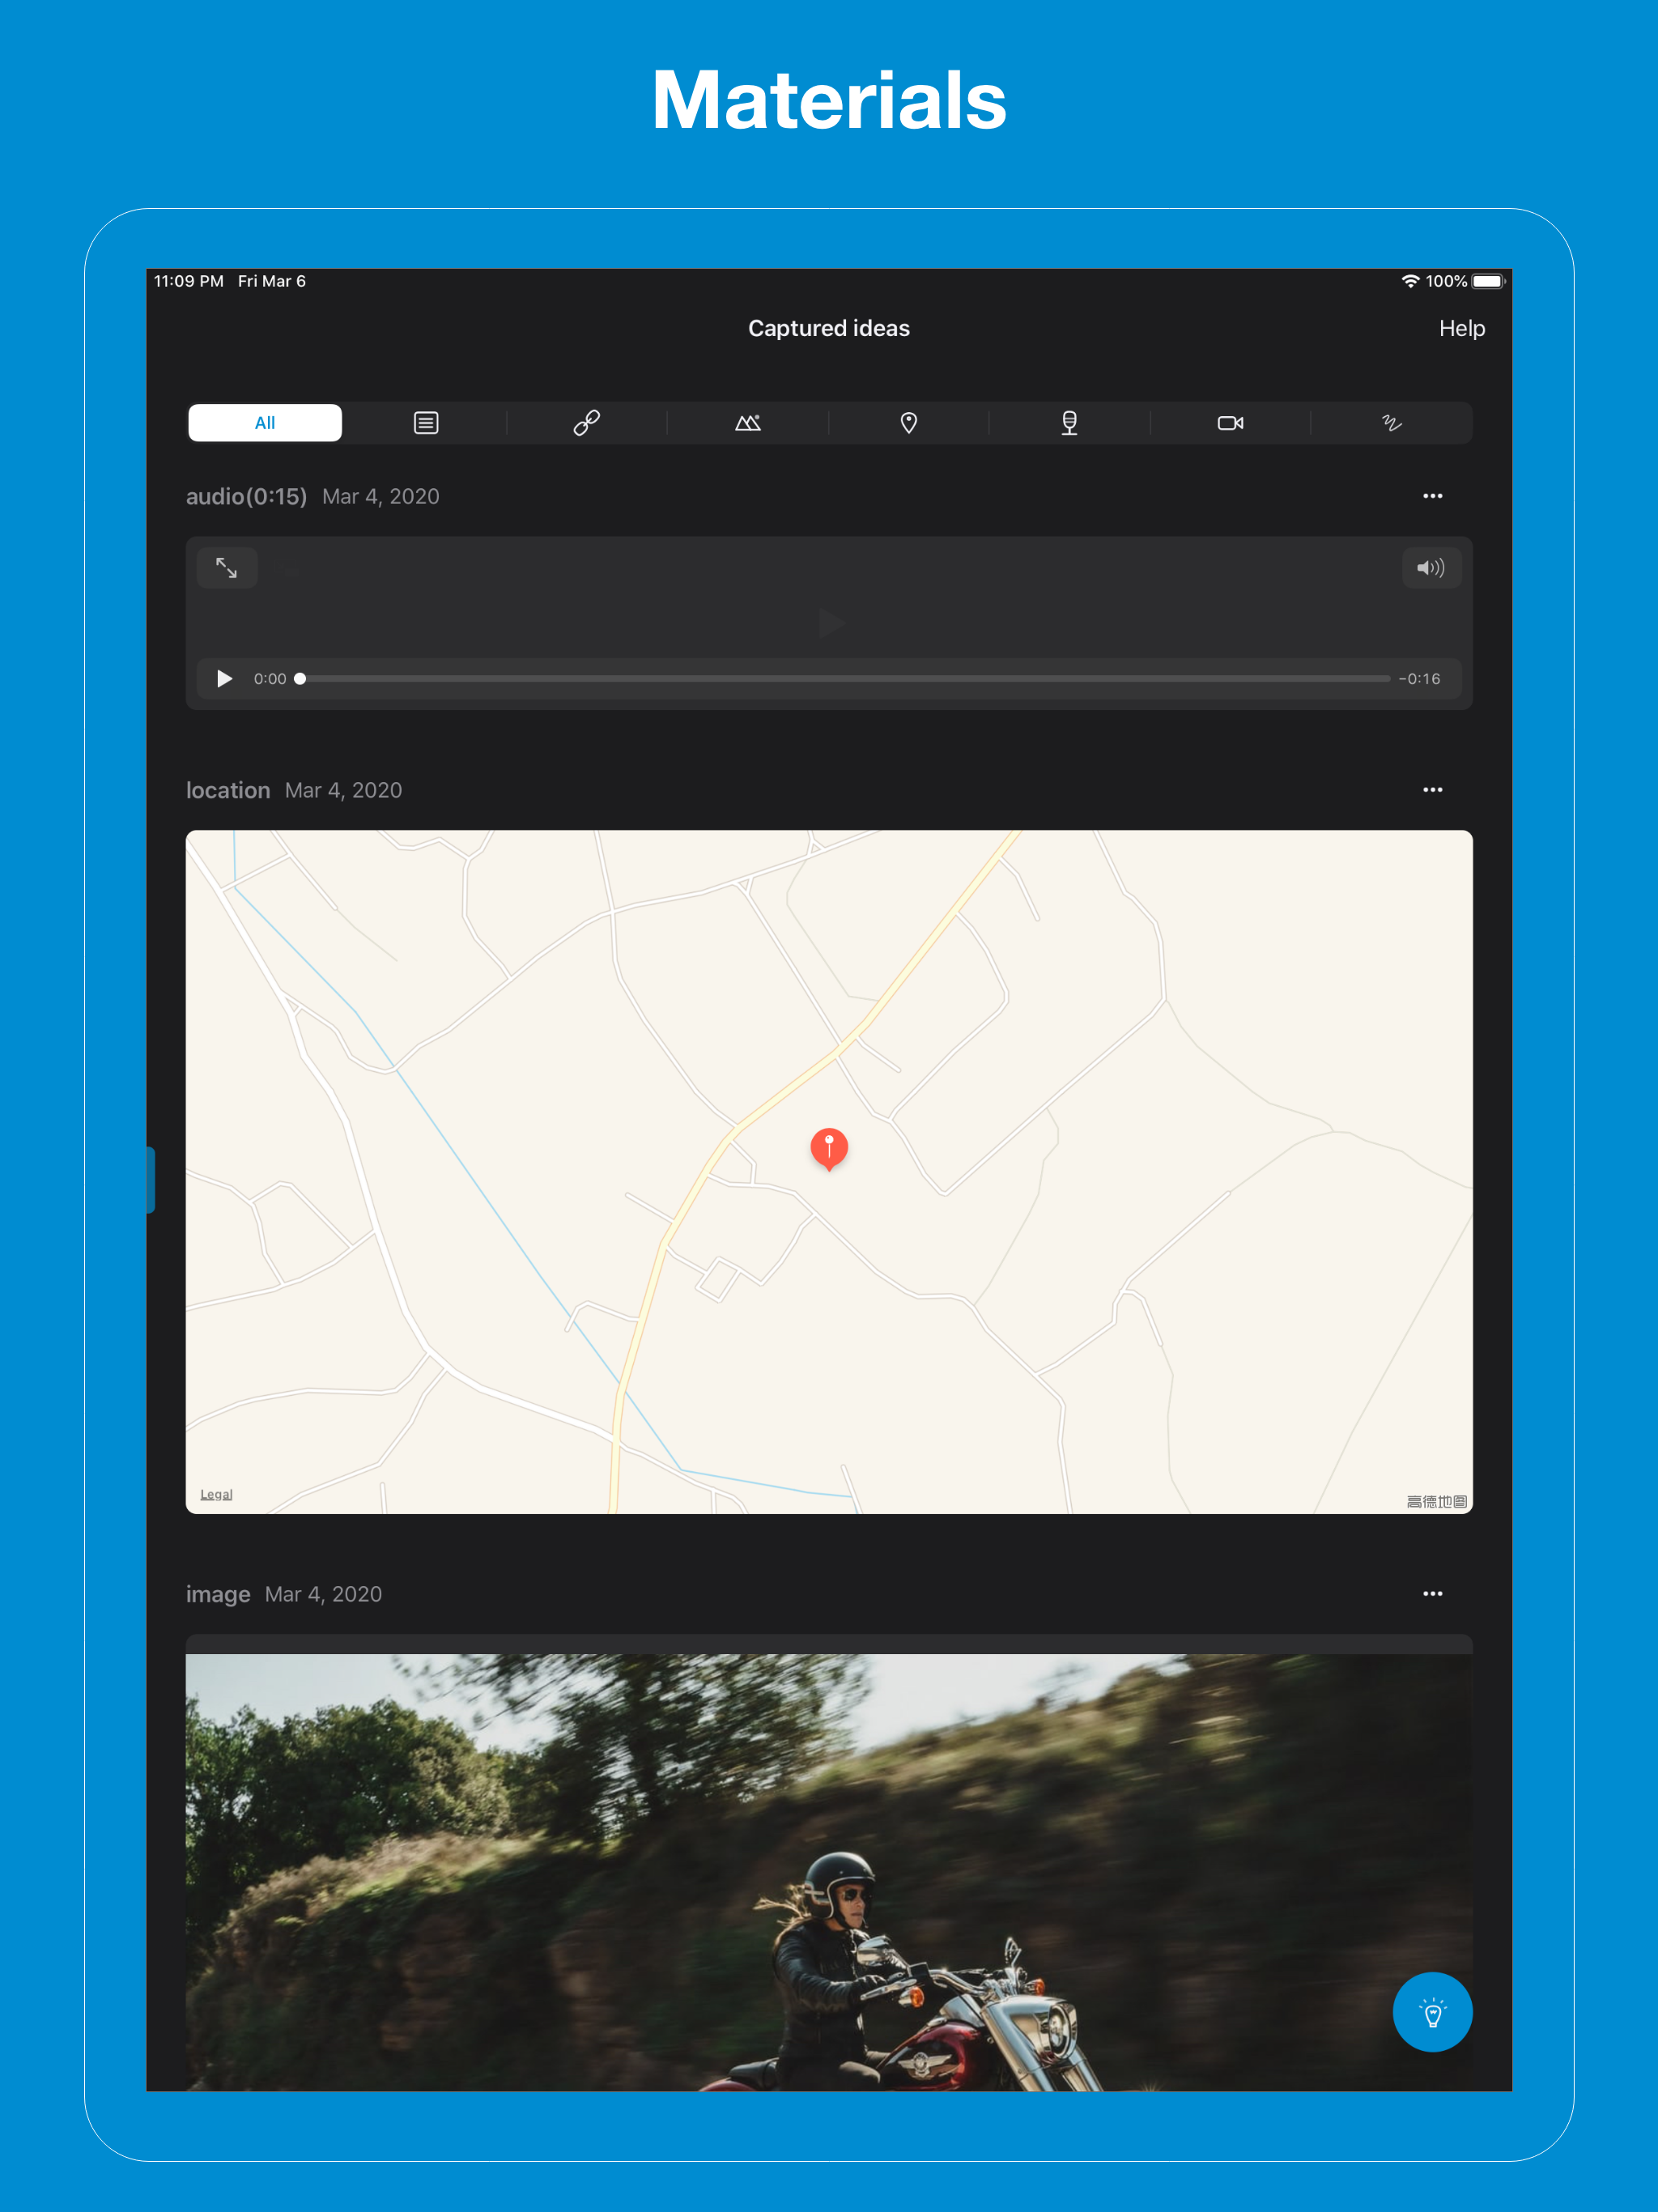 Materials
11:09 PM Fri Mar 6
100%
Captured ideas
Help
All
audio(0:15) Mar 4, 2020
0:00
-0:16
location Mar 4, 2020
Legal
高德地图
image Mar 4, 2020